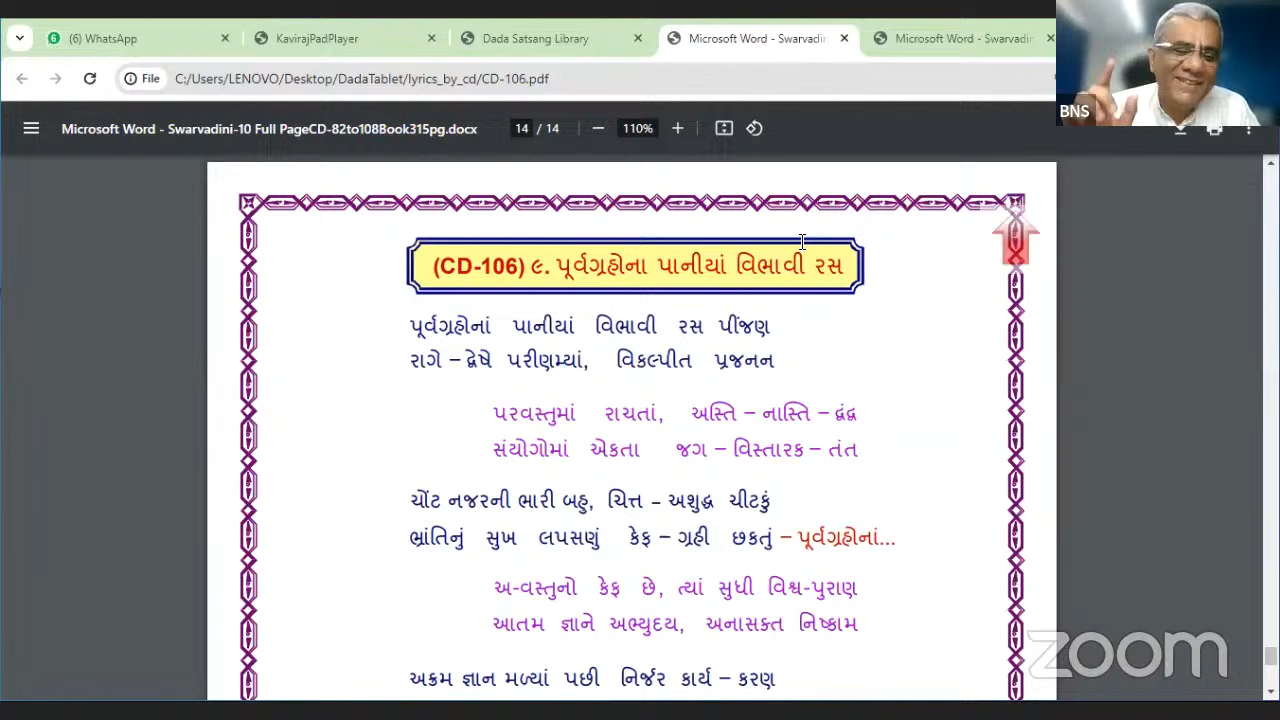 (6) WhatsApp
KavirajPadPlayer
Dada Satsang Library
Microsoft Word - Swarvadin
Microsoft Word - Swarvadin
File
C:/Users/LENOVO/Desktop/DadaTablet/lyrics_by_cd/CD-106.pdf
BNS
Microsoft Word - Swarvadini-10 Full PageCD-82to108Book315pg.docx
14 / 14
110%
(CD-106) ૯. પૂર્વગ્રહોના પાનીયાં વિભાવી રસ
પૂર્વગ્રહોનાં પાનીયાં વિભાવી રસ પીંજણ
રાગે – દ્વેષે પરીણમ્યાં, વિકલ્પીત પ્રજનન
પરવસ્તુમાં રાચતાં, અસ્તિ – નાસ્તિ – દ્વંદ્વ
સંયોગોમાં એકતા જગ – વિસ્તારક – તંત
ચોંટ નજરની ભારી બહુ, ચિત્ત – અશુદ્ધ ચીટકું
ભ્રાંતિનું સુખ લપસણું કેફ – ગ્રહી છકતું – પૂર્વગ્રહોનાં...
અ-વસ્તુનો કેફ છે, ત્યાં સુધી વિશ્વ-પુરાણ
આતમ જ્ઞાને અભ્યુદય, અનાસક્ત નિષ્કામ
અક્રમ જ્ઞાન મળ્યાં પછી નિર્જર કાર્ય – કરણ
zoom